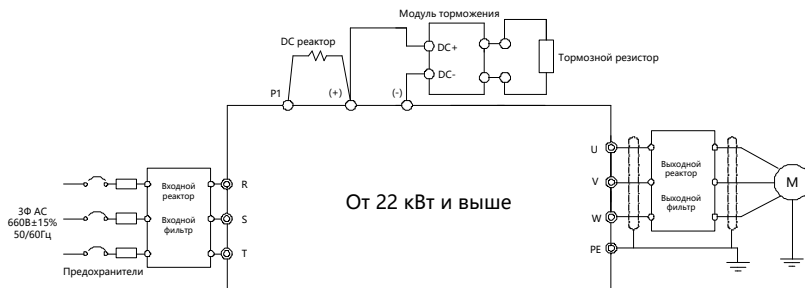 Модуль торможения
DC реактор
DC+
DC-
Тормозной резистор
P1
(+)
(-)
3Ф AC
660В±15%
50/60Гц
Предохранители
Входной
реактор
Входной
фильтр
R
S
T
От 22 кВт и выше
U
V
W
PE
Выходной
реактор
Выходной
фильтр
M